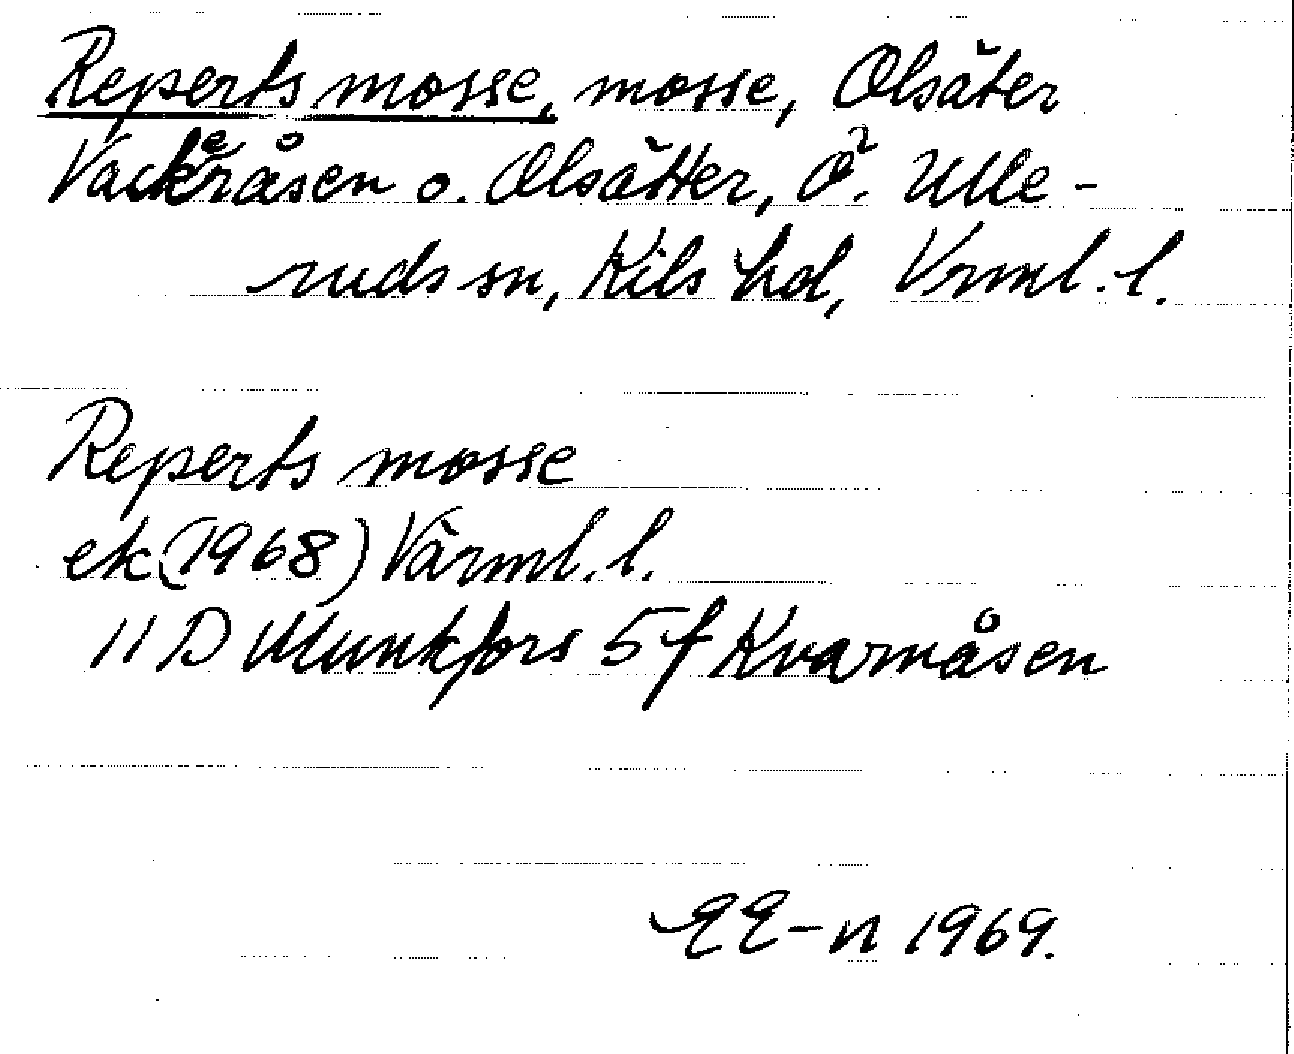 Reperts mosse, mosse, Olsäter
Vackeråsen o. Olsätter, Ö. Ulle-
ruds sn, Kils hd, Vrml. l.
Reperts mosse
ek (1968) Värml. l.
11 D Munkfors 5 f Kvarnåsen
EE-n 1969.